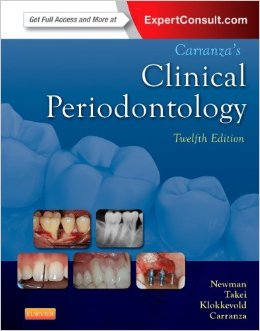 Get Full Access and More at
ExpertConsult.com
Carranza's
Clinical
Periodontology
Twelfth Edition
Newman
Takei
Klokkevold
Carranza
ELSEVIER